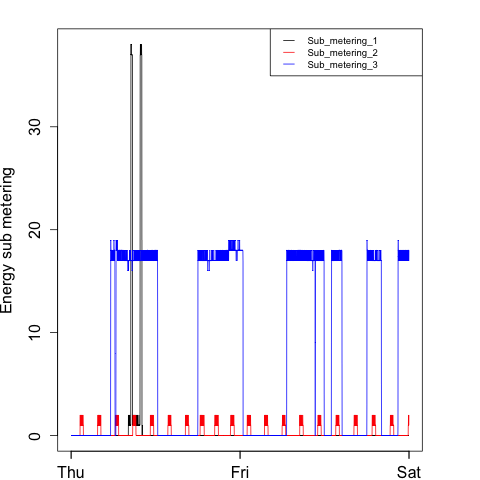 Sub_metering_1
Sub_metering_2
Sub_metering_3
Energy sub metering
30
20
10
0
Thu Fri Sat